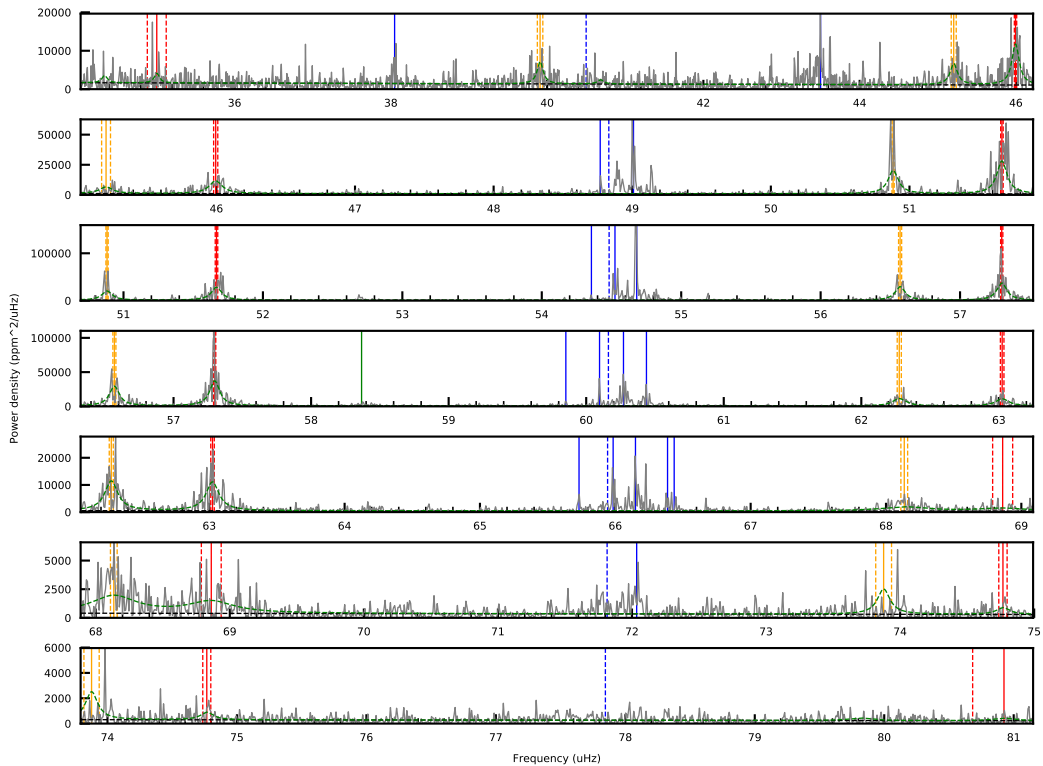 20000
10000
0
36 38 40 42 44 46
50000
25000
0
46 47 48 49 50 51
100000
0
51 52 53 54 55 56 57
Power density (ppm^2/uHz)
100000
50000
0
57 58 59 60 61 62 63
20000
10000
0
63 64 65 66 67 68 69
5000
2500
0
68 69 70 71 72 73 74 75
6000
4000
2000
0
74 75 76 77 78 79 80 81
Frequency (uHz)